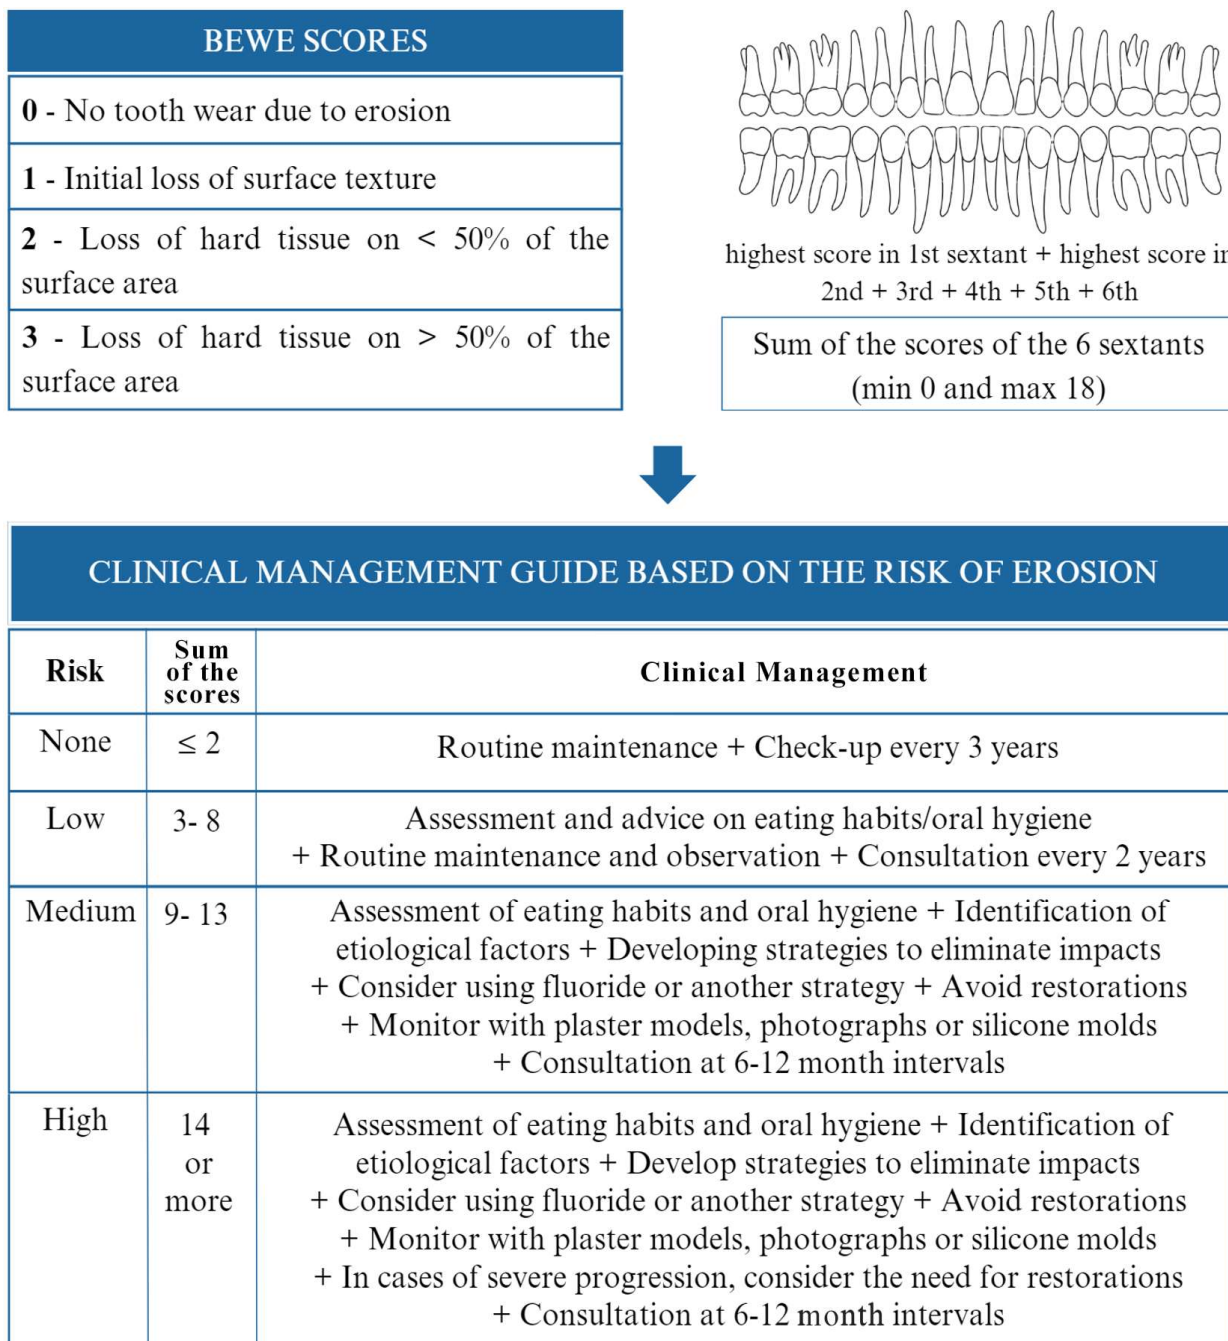 BEWE SCORES
0 - No tooth wear due to erosion
1 - Initial loss of surface texture
2 - Loss of hard tissue on < 50% of the
surface area
3 - Loss of hard tissue on > 50% of the
surface area
highest score in 1st sextant + highest score in
2nd + 3rd + 4th + 5th + 6th
Sum of the scores of the 6 sextants
(min 0 and max 18)
CLINICAL MANAGEMENT GUIDE BASED ON THE RISK OF EROSION
Risk
Sum
of the
scores
Clinical Management
None
≤ 2
Routine maintenance + Check-up every 3 years
Low
3- 8
Assessment and advice on eating habits/oral hygiene
+ Routine maintenance and observation + Consultation every 2 years
Medium
9- 13
Assessment of eating habits and oral hygiene + Identification of
etiological factors + Developing strategies to eliminate impacts
+ Consider using fluoride or another strategy + Avoid restorations
+ Monitor with plaster models, photographs or silicone molds
+ Consultation at 6-12 month intervals
High
14
or
more
Assessment of eating habits and oral hygiene + Identification of
etiological factors + Develop strategies to eliminate impacts
+ Consider using fluoride or another strategy + Avoid restorations
+ Monitor with plaster models, photographs or silicone molds
+ In cases of severe progression, consider the need for restorations
+ Consultation at 6-12 month intervals